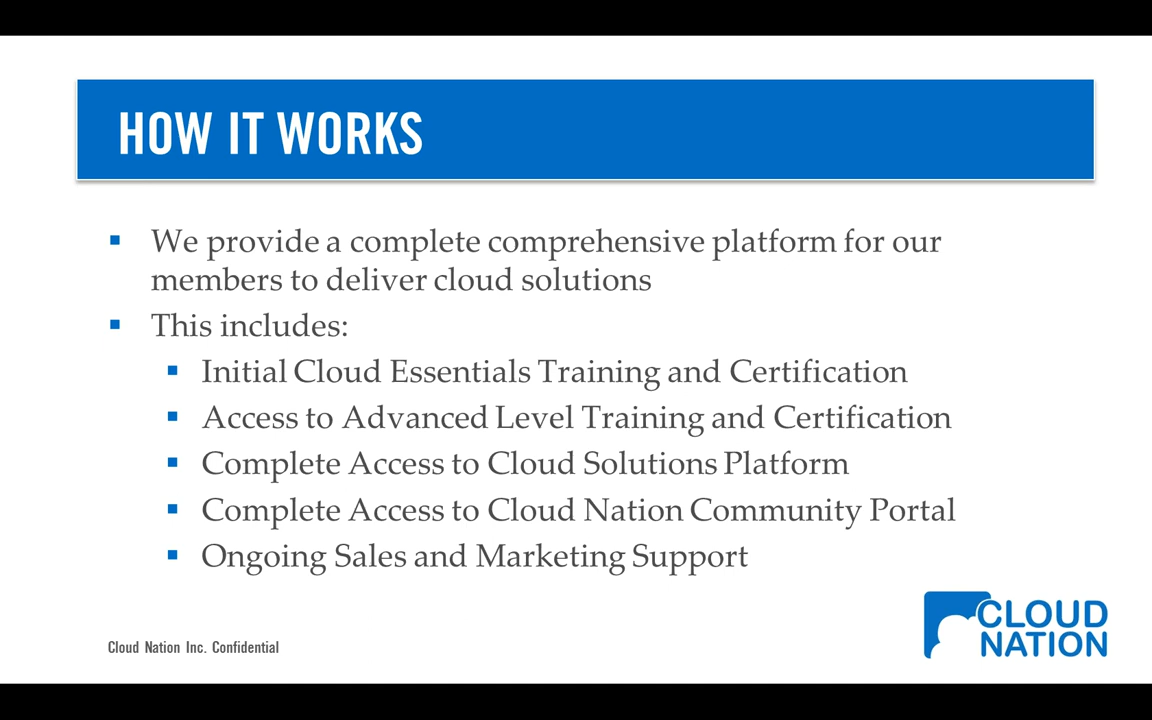 HOW IT WORKS
▪ We provide a complete comprehensive platform for our
members to deliver cloud solutions
▪ This includes:
▪ Initial Cloud Essentials Training and Certification
▪ Access to Advanced Level Training and Certification
▪ Complete Access to Cloud Solutions Platform
▪ Complete Access to Cloud Nation Community Portal
▪ Ongoing Sales and Marketing Support
Cloud Nation Inc. Confidential
CLOUD
NATION